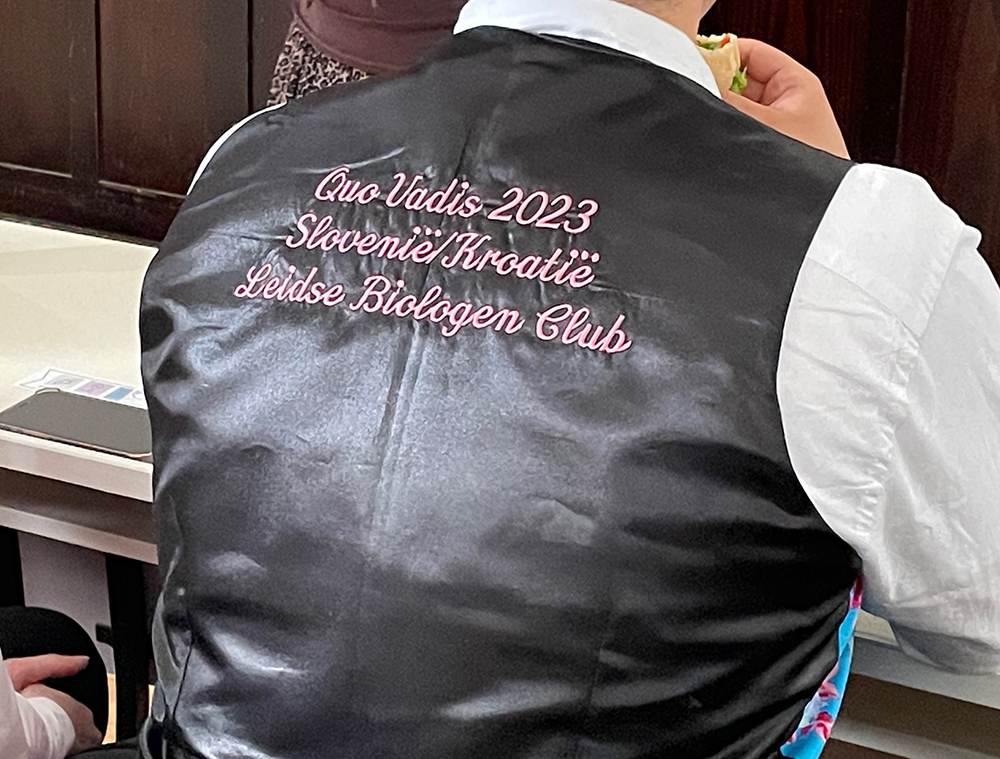 Quo Vadis 2023
Slovenië/Kroatië
Leidse Biologen Club